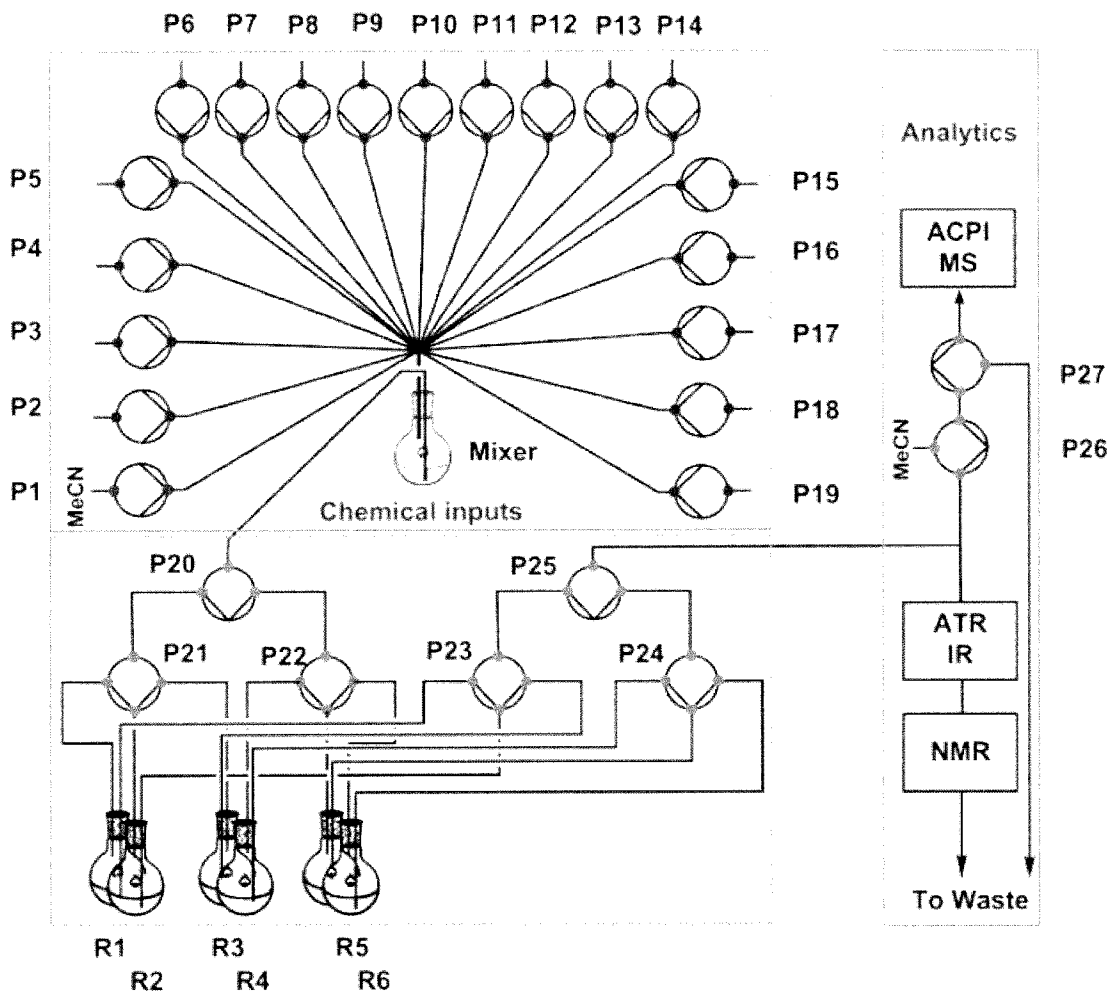 P6 P7 P8 P9 P10 P11 P12 P13 P14
Analytics
P5
P15
ACPI
MS
P4
P16
P3
P17
P27
P2
P18
Mixer
MeCN
P26
P1
MeCN
P19
Chemical inputs
P20
P25
ATR
IR
P21
P22
P23
P24
NMR
To Waste
R1 R3 R5
R2 R4 R6